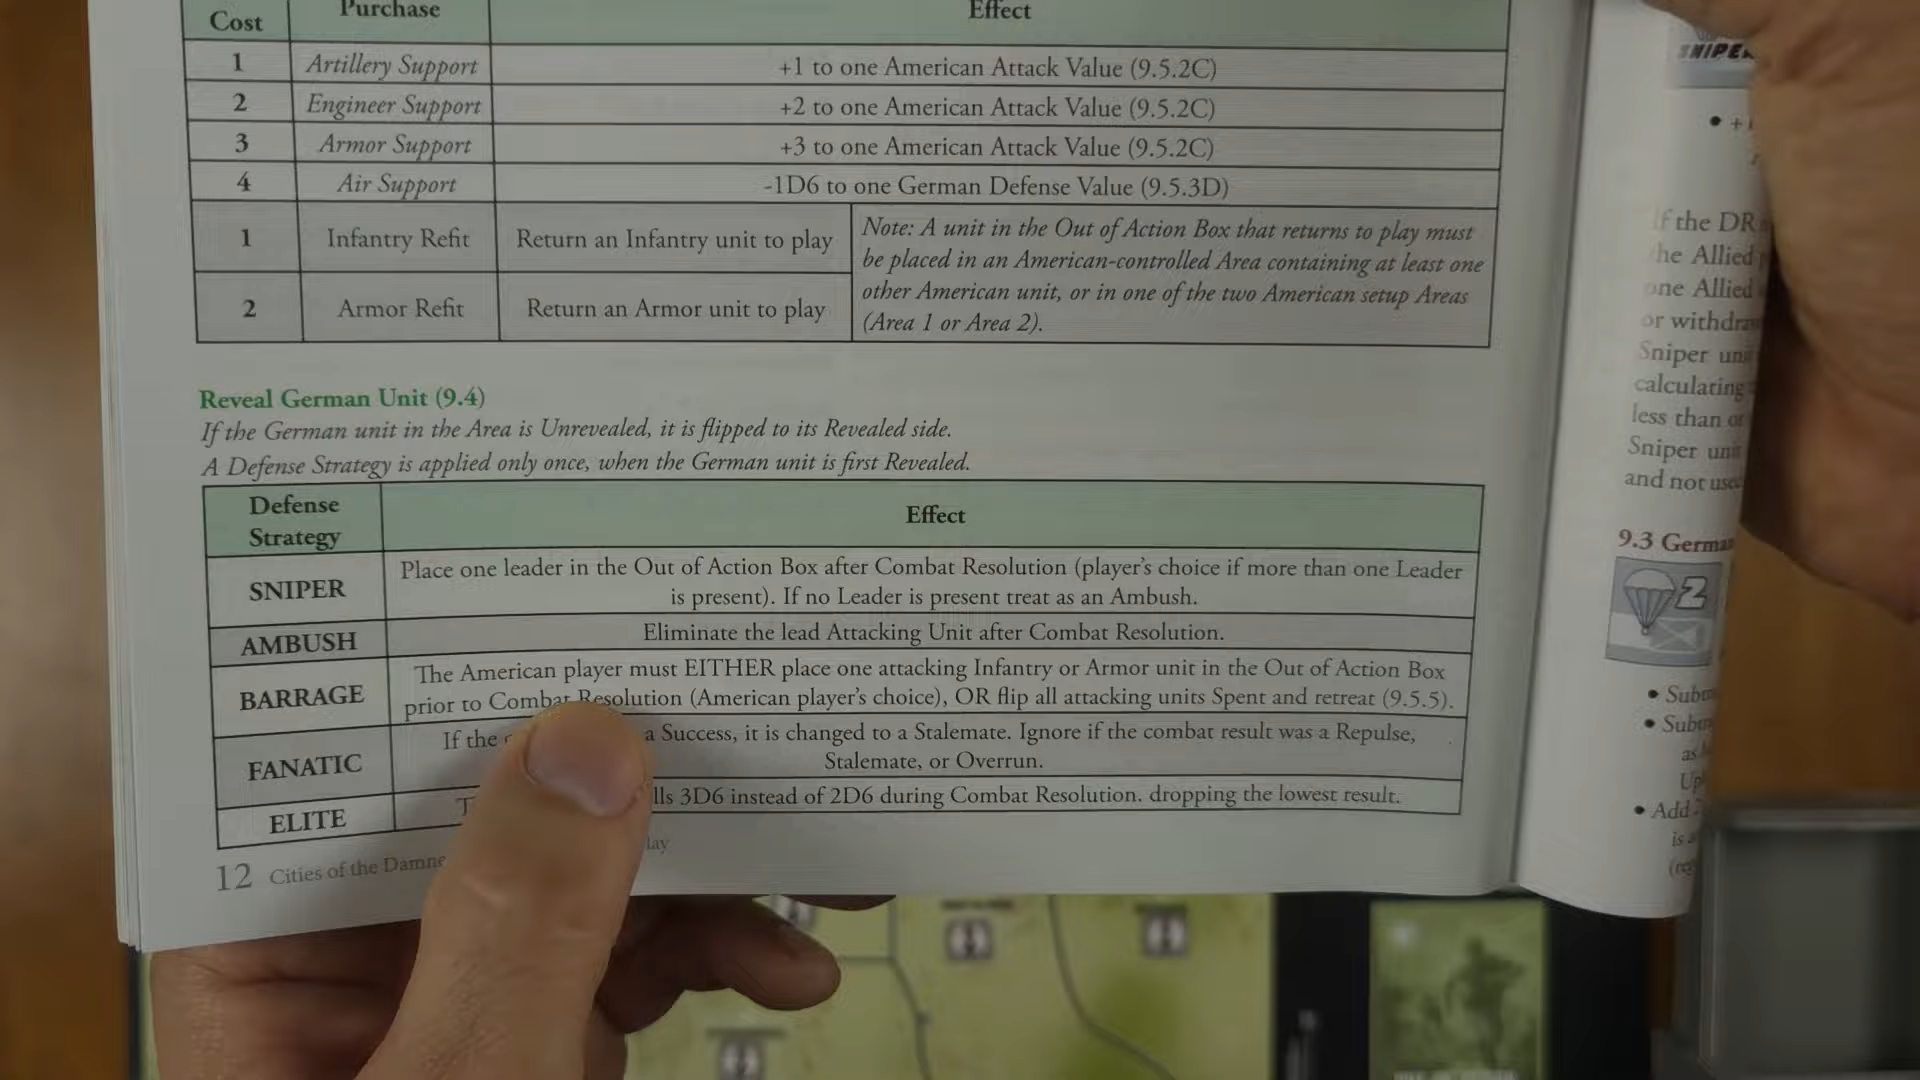 Cost Purchase Effect
1 Artillery Support +1 to one American Attack Value (9.5.2C)
2 Engineer Support +2 to one American Attack Value (9.5.2C)
3 Armor Support +3 to one American Attack Value (9.5.2C)
4 Air Support -1D6 to one German Defense Value (9.5.3D)
1 Infantry Refit Return an Infantry unit to play
2 Armor Refit Return an Armor unit to play
Note: A unit in the Out of Action Box that returns to play must
be placed in an American-controlled Area containing at least one
other American unit, or in one of the two American setup Areas
(Area 1 or Area 2).
Reveal German Unit (9.4)
If the German unit in the Area is Unrevealed, it is flipped to its Revealed side.
A Defense Strategy is applied only once, when the German unit is first Revealed.
Defense
Strategy
Effect
SNIPER
Place one leader in the Out of Action Box after Combat Resolution (player's choice if more than one Leader
is present). If no Leader is present treat as an Ambush.
AMBUSH
Eliminate the lead Attacking Unit after Combat Resolution.
BARRAGE
The American player must EITHER place one attacking Infantry or Armor unit in the Out of Action Box
prior to Combat Resolution (American player's choice), OR flip all attacking units Spent and retreat (9.5.5).
FANATIC
If the a Success, it is changed to a Stalemate. Ignore if the combat result was a Repulse,
Stalemate, or Overrun.
ELITE
3D6 instead of 2D6 during Combat Resolution. dropping the lowest result.
12 Cities of the
SNIPER
If the DR
the Allied
one Allied
or
Sniper
calculating
less than
Sniper
and not
9.3
2
Add